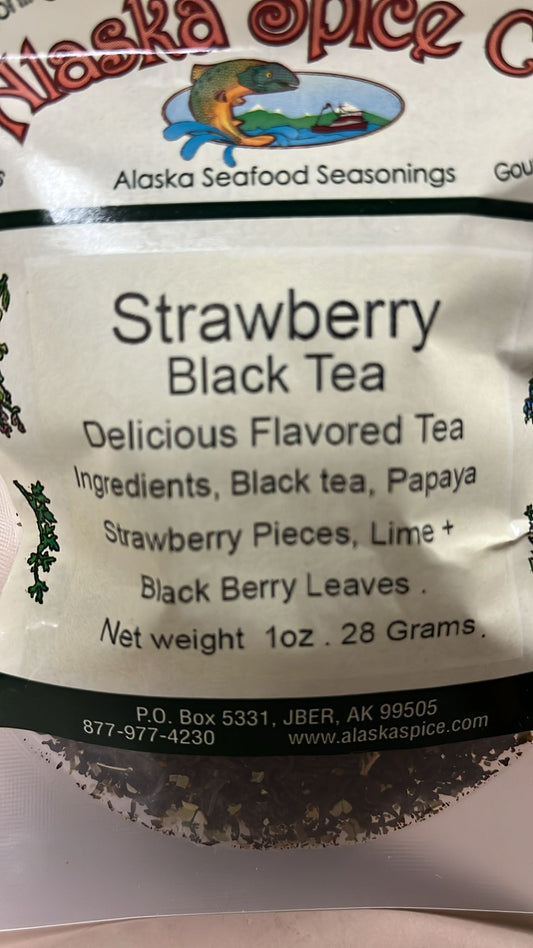 Alaska Spice C
Alaska Seafood Seasonings
Gou
Strawberry
Black Tea
Delicious Flavored Tea
Ingredients, Black tea, Papaya
Strawberry Pieces, Lime +
Black Berry Leaves .
Net weight 1oz . 28 Grams.
P.O. Box 5331, JBER, AK 99505
877-977-4230 www.alaskaspice.com